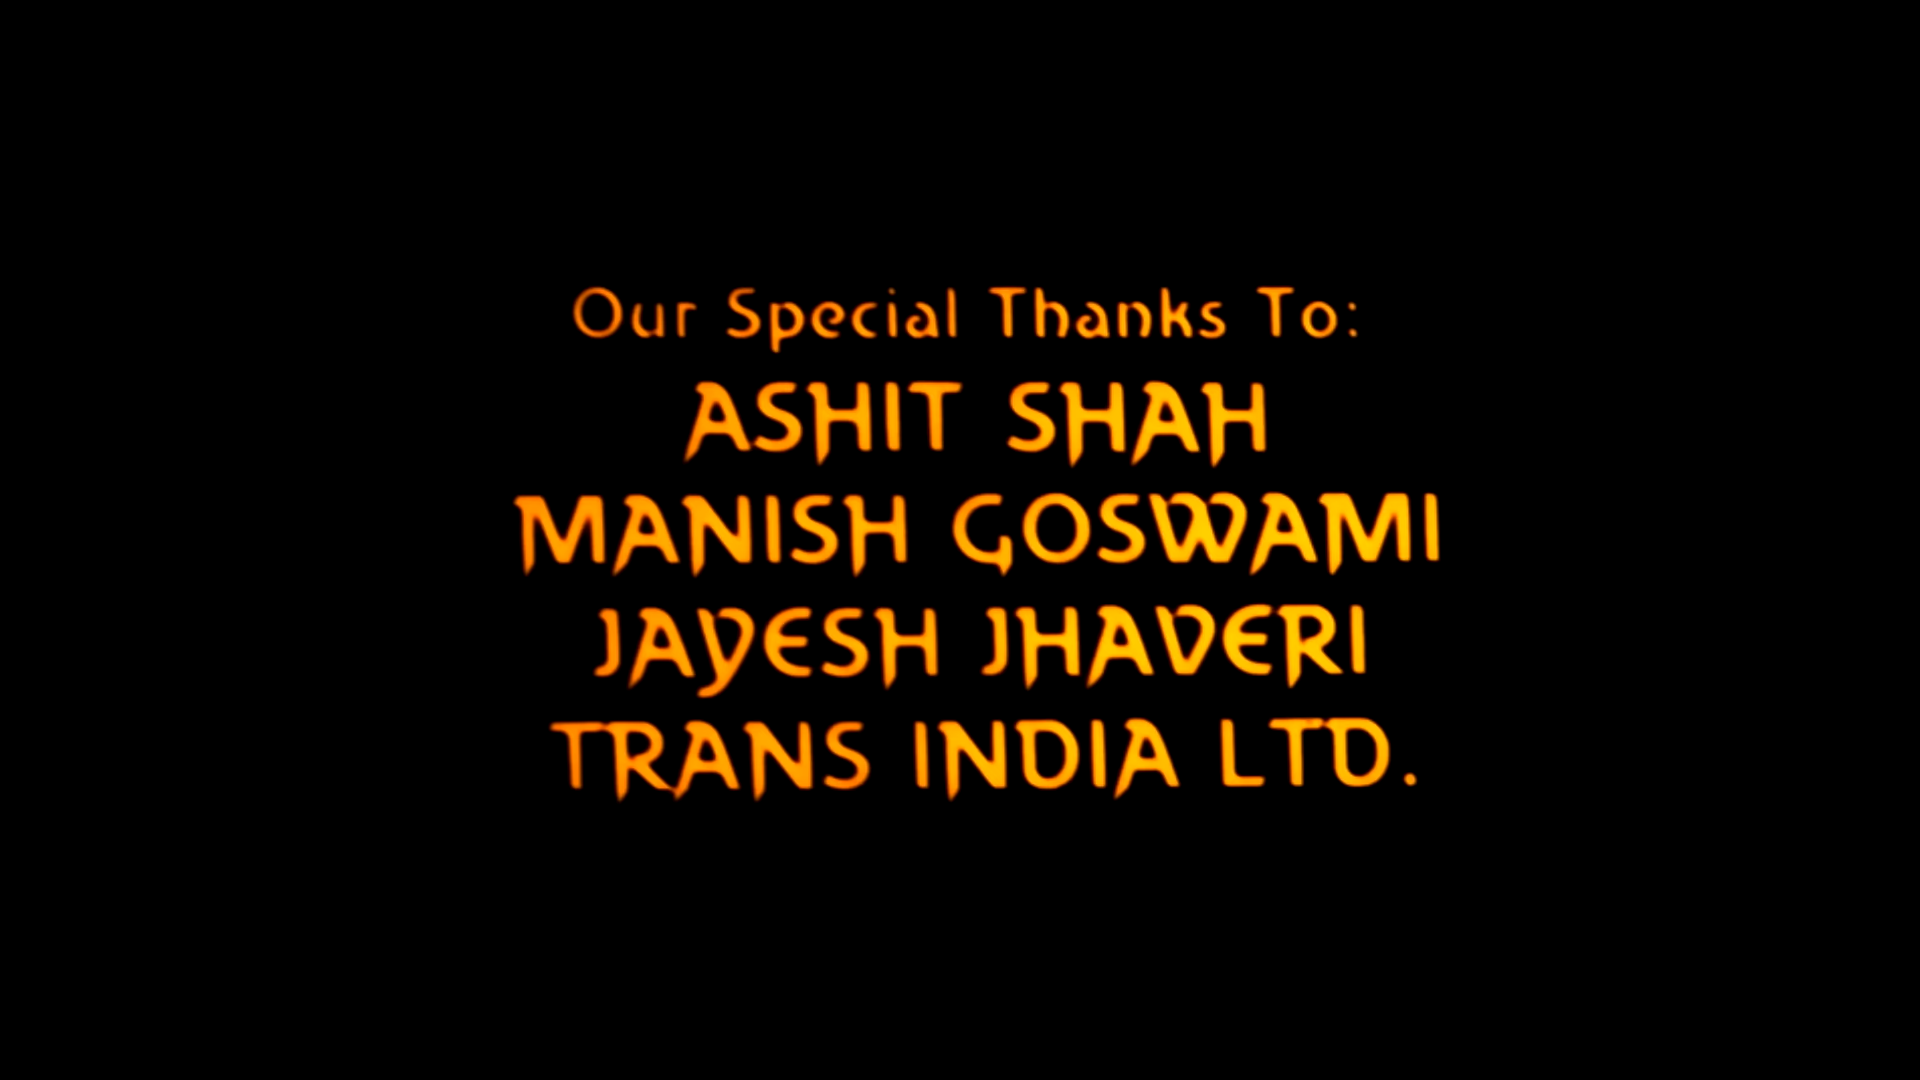 Our Special Thanks To:
ASHIT SHAH
MANISH GOSWAMI
JAYESH JHAVERI
TRANS INDIA LTD.